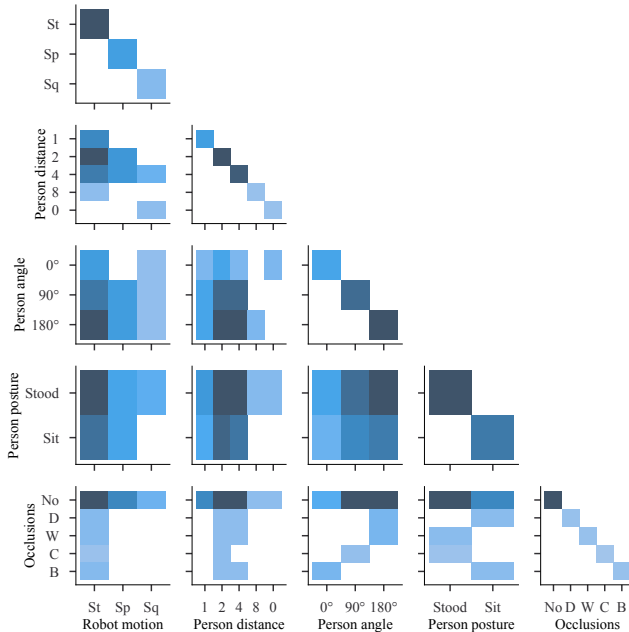 St
Sp
Sq
Person distance
1
2
4
8
0
Person angle
0°
90°
180°
Person posture
Stood
Sit
Occlusions
No
D
W
C
B
St Sp Sq 1 2 4 8 0 0° 90° 180° Stood Sit No D W C B
Robot motion Person distance Person angle Person posture Occlusions